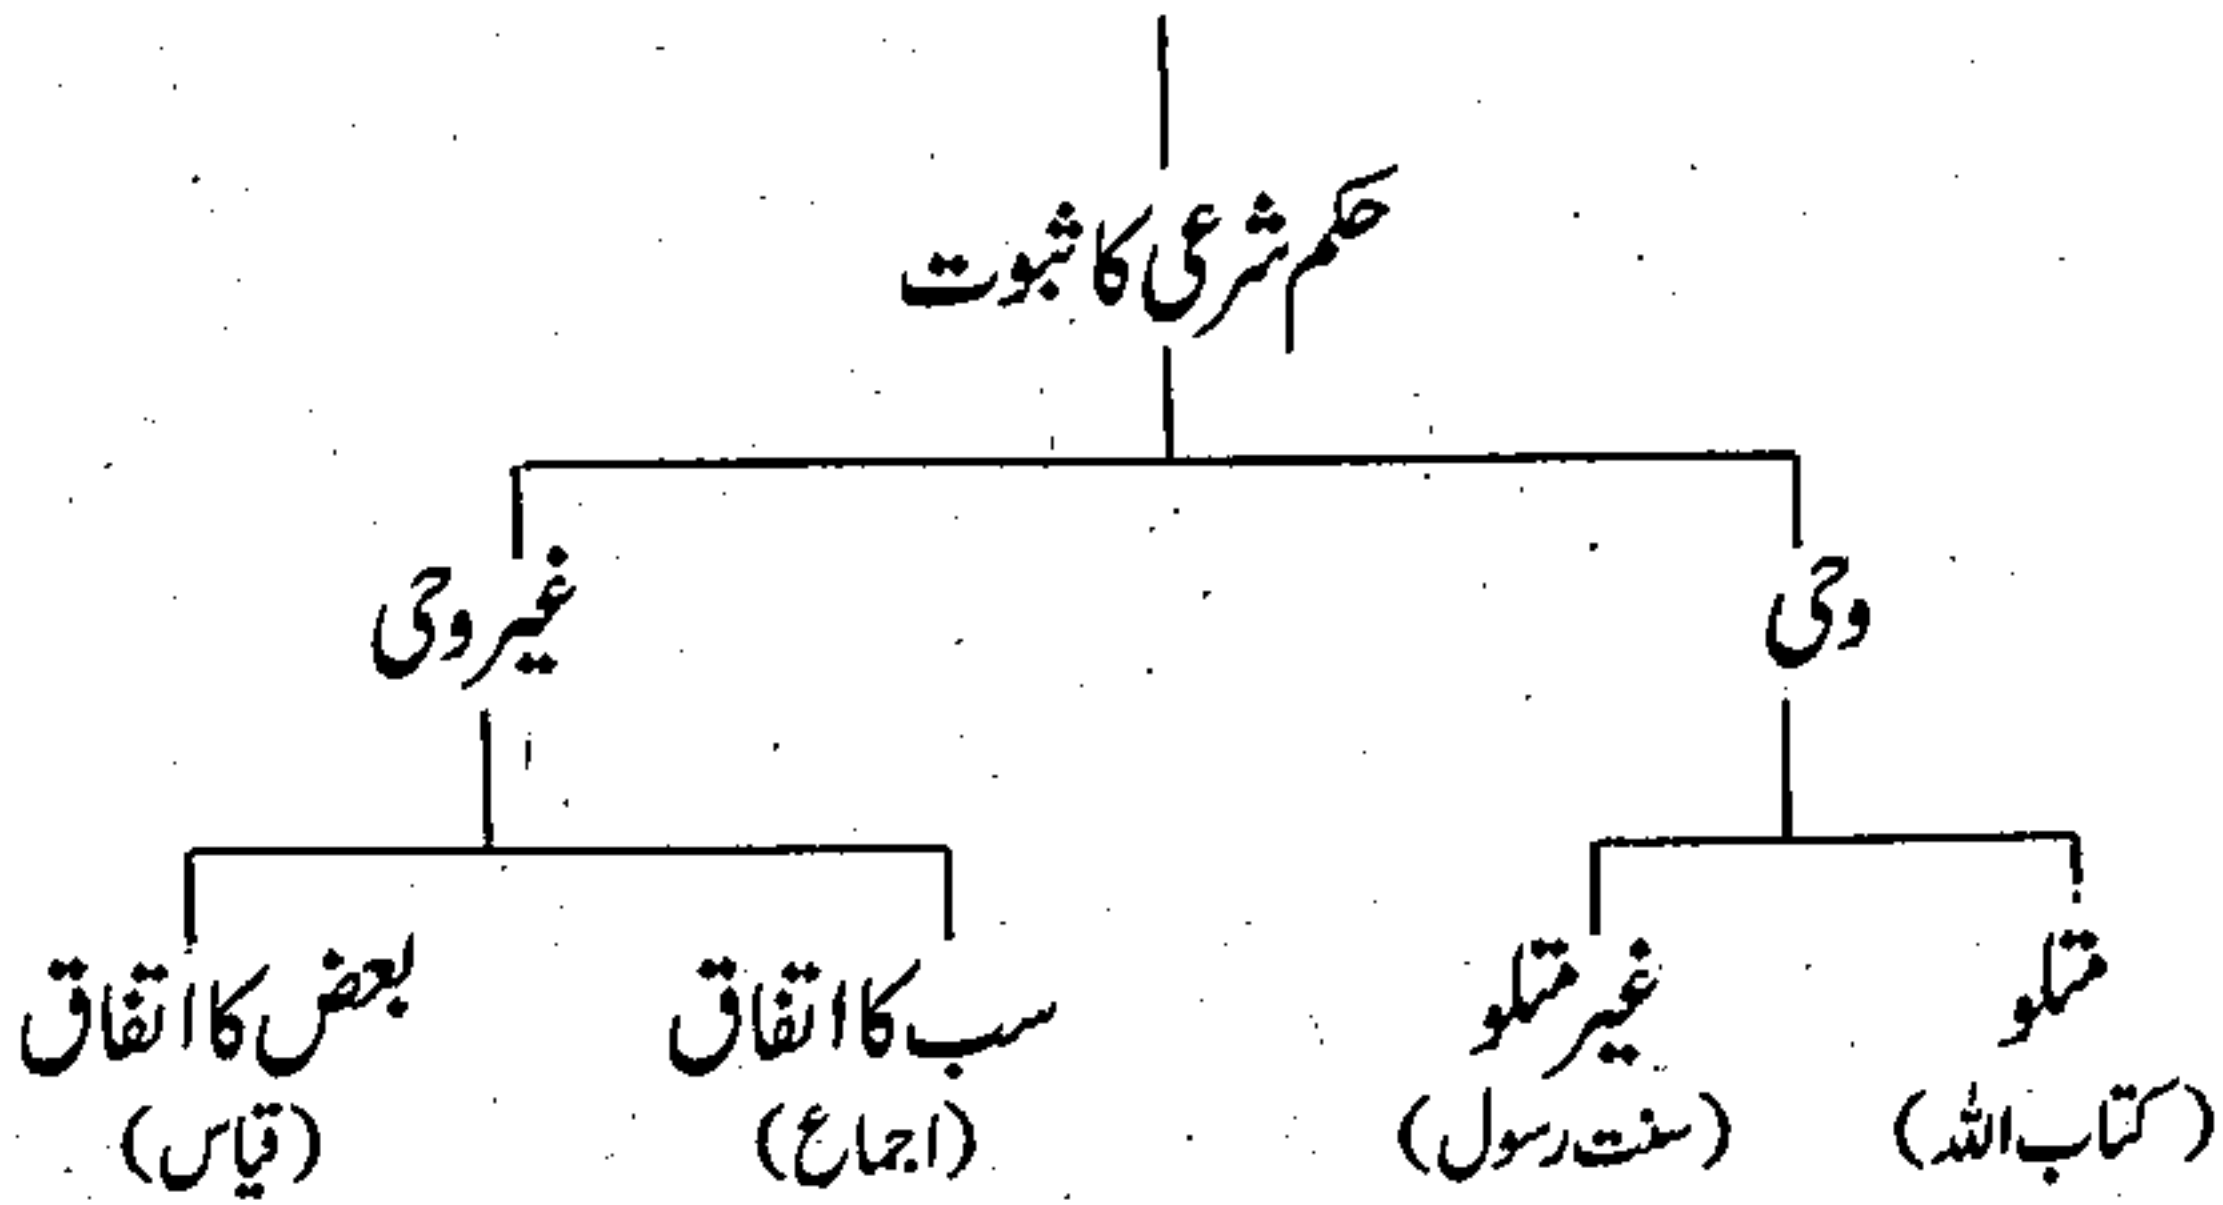 حکم شرعی کا ثبوت
وحی
غیر وحی
متلو
غیر متلو
سب کا اتفاق
بعض کا اتفاق
(کتاب اللہ)
(سنت رسول)
(اجماع)
(قیاس)